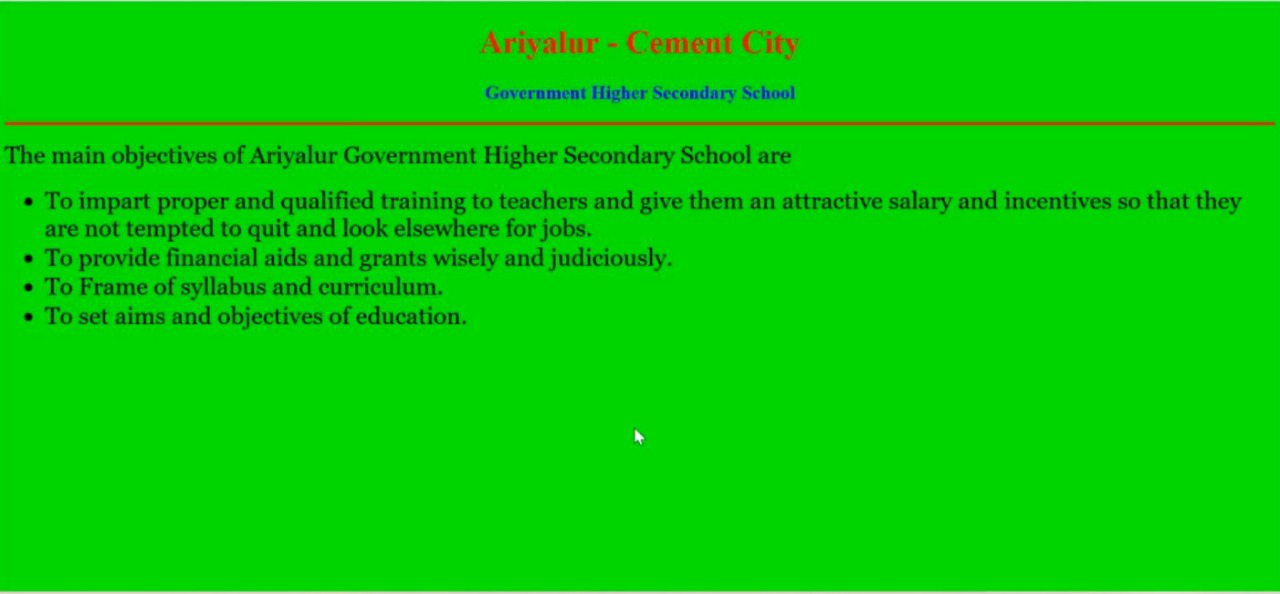 Ariyalur - Cement City
Government Higher Secondary School
The main objectives of Ariyalur Government Higher Secondary School are
• To impart proper and qualified training to teachers and give them an attractive salary and incentives so that they
are not tempted to quit and look elsewhere for jobs.
• To provide financial aids and grants wisely and judiciously.
• To Frame of syllabus and curriculum.
• To set aims and objectives of education.